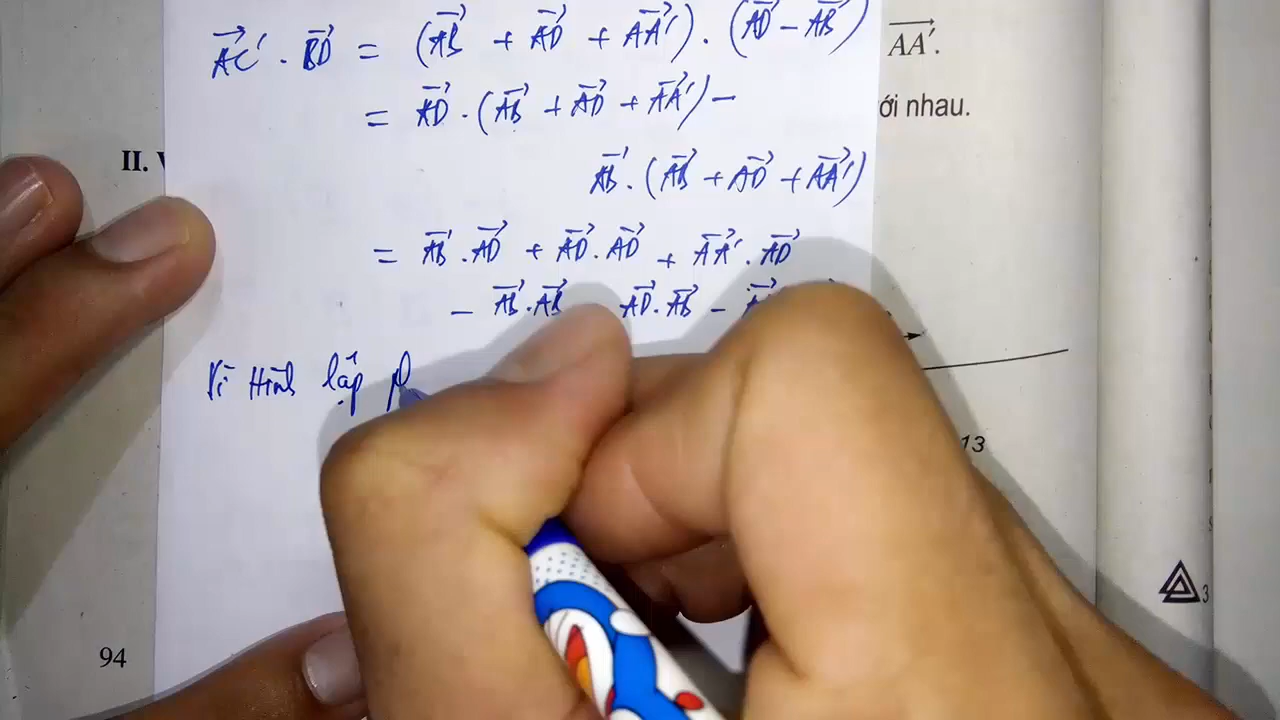 AC' . BD = (AB + AD + AA') . (AD - AB)
= AD . (AB + AD + AA') -
AB . (AB + AD + AA')
= AB . AD + AD . AD + AA' . AD
- AB . AB AD . AB -
Vì Hình lập
AA'.
ới nhau.
II.
13
3
94